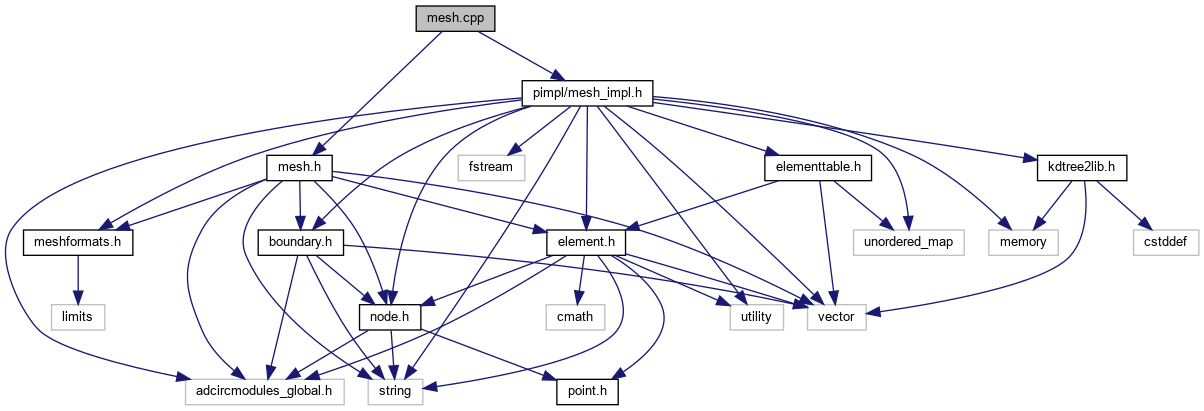 mesh.cpp
pimpl/mesh_impl.h
mesh.h
fstream
elementtable.h
kdtree2lib.h
meshformats.h
boundary.h
element.h
unordered_map
memory
cstddef
limits
node.h
cmath
utility
vector
adcircmodules_global.h
string
point.h